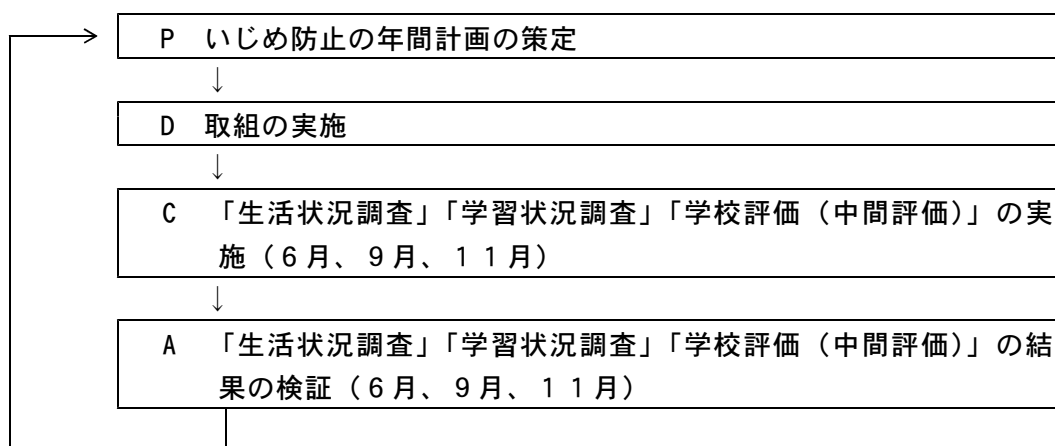 P いじめ防止の年間計画の策定
↓
D 取組の実施
↓
C 「生活状況調査」「学習状況調査」「学校評価（中間評価）」の実
施（６月、９月、１１月）
↓
A 「生活状況調査」「学習状況調査」「学校評価（中間評価）」の結
果の検証（６月、９月、１１月）